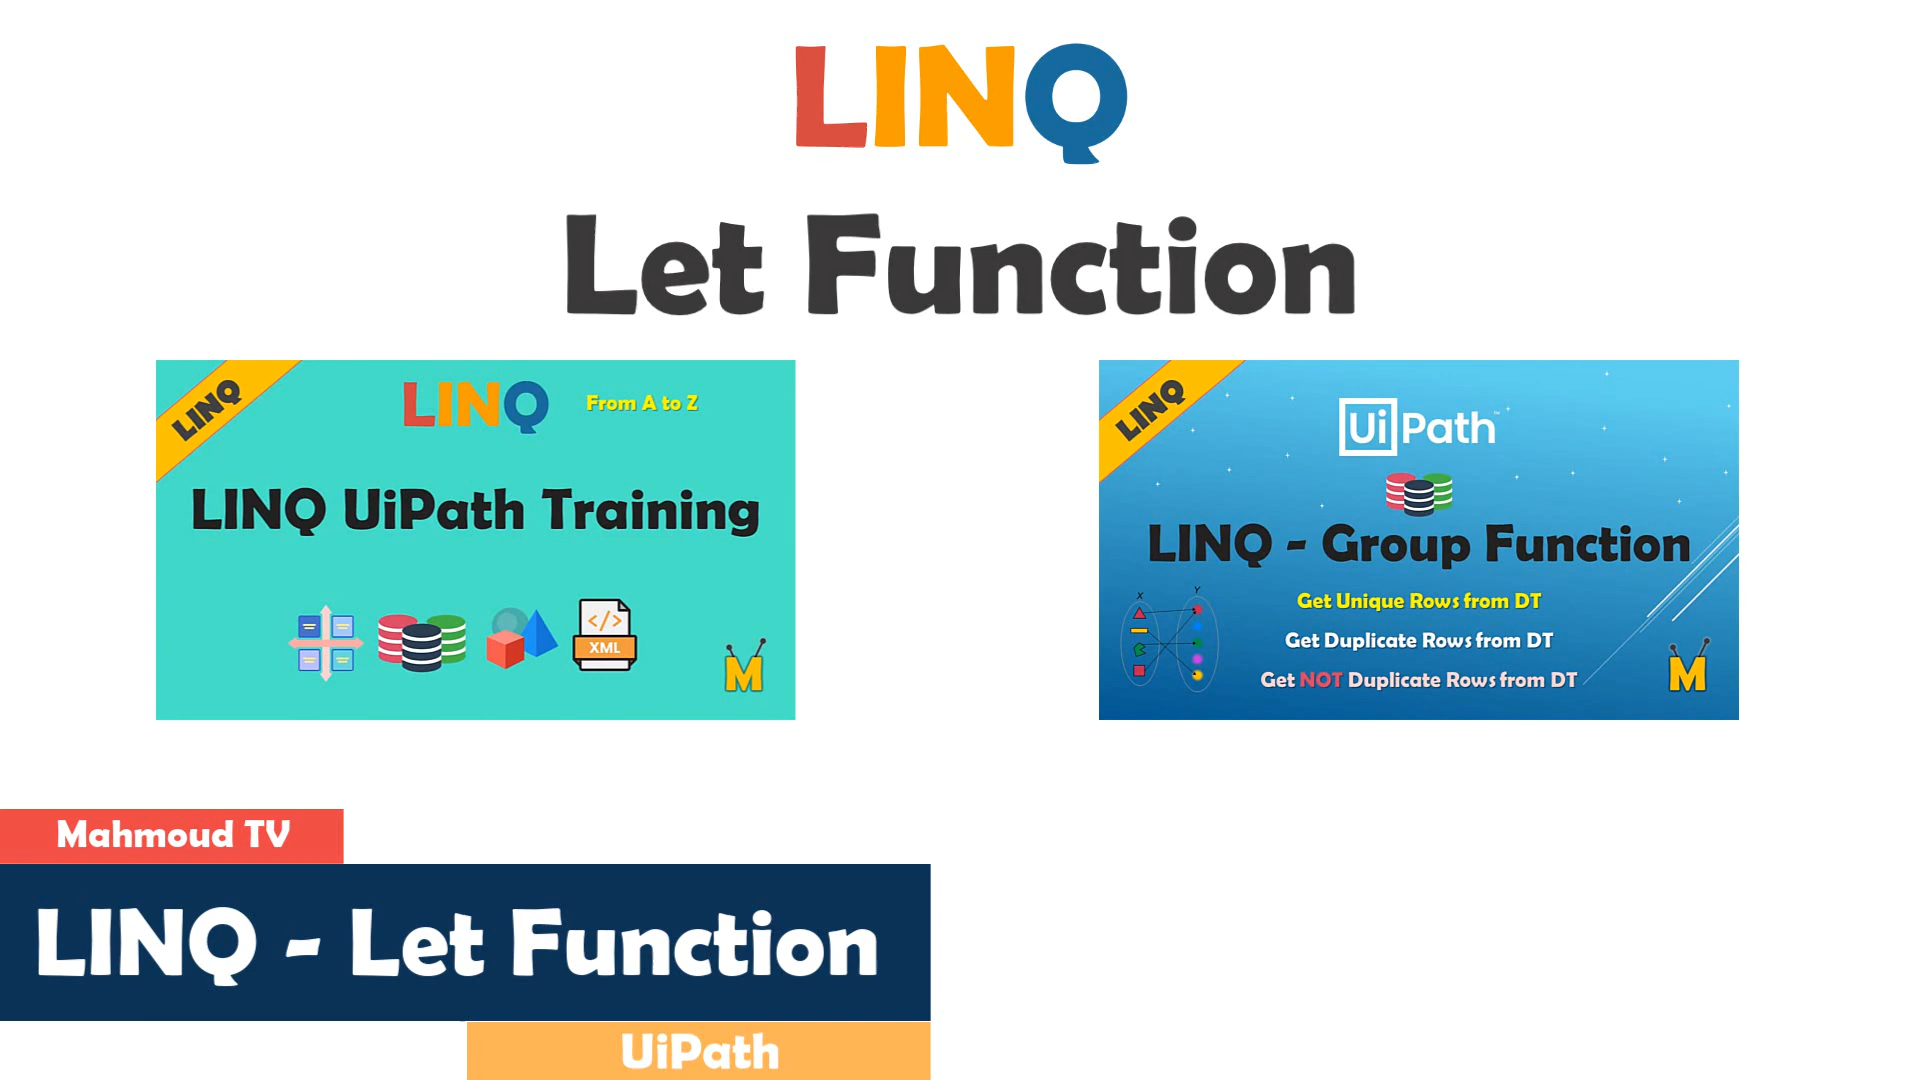 LINQ
Let Function
LINQ
LINQ
From A to Z
LINQ UiPath Training
</>
XML
M
LINQ
UiPath™
LINQ - Group Function
X
Y
Get Unique Rows from DT
Get Duplicate Rows from DT
Get NOT Duplicate Rows from DT
M
Mahmoud TV
LINQ - Let Function
UiPath